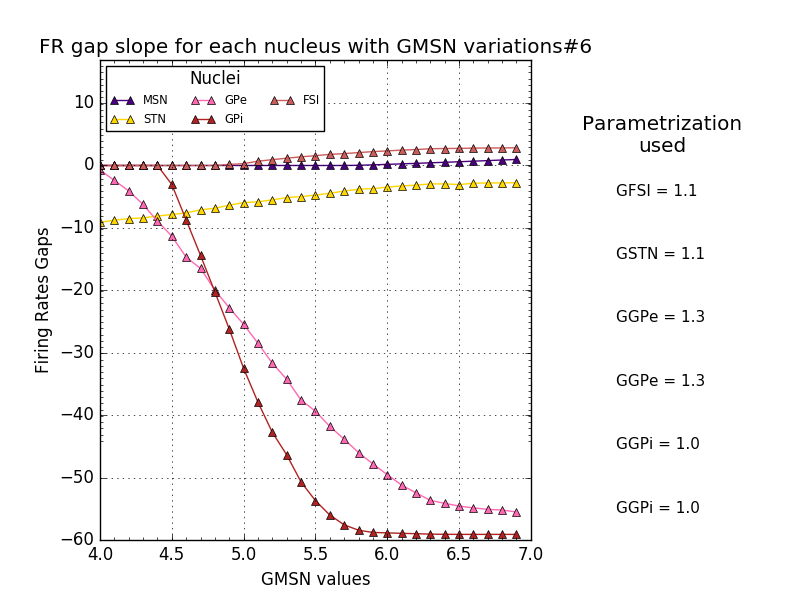 FR gap slope for each nucleus with GMSN variations#6
Nuclei
MSN GPe FSI
STN GPi
10
0
−10
−20
−30
−40
−50
−60
4.0 4.5 5.0 5.5 6.0 6.5 7.0
Firing Rates Gaps
GMSN values
Parametrization
used
GFSI = 1.1
GSTN = 1.1
GGPe = 1.3
GGPe = 1.3
GGPi = 1.0
GGPi = 1.0